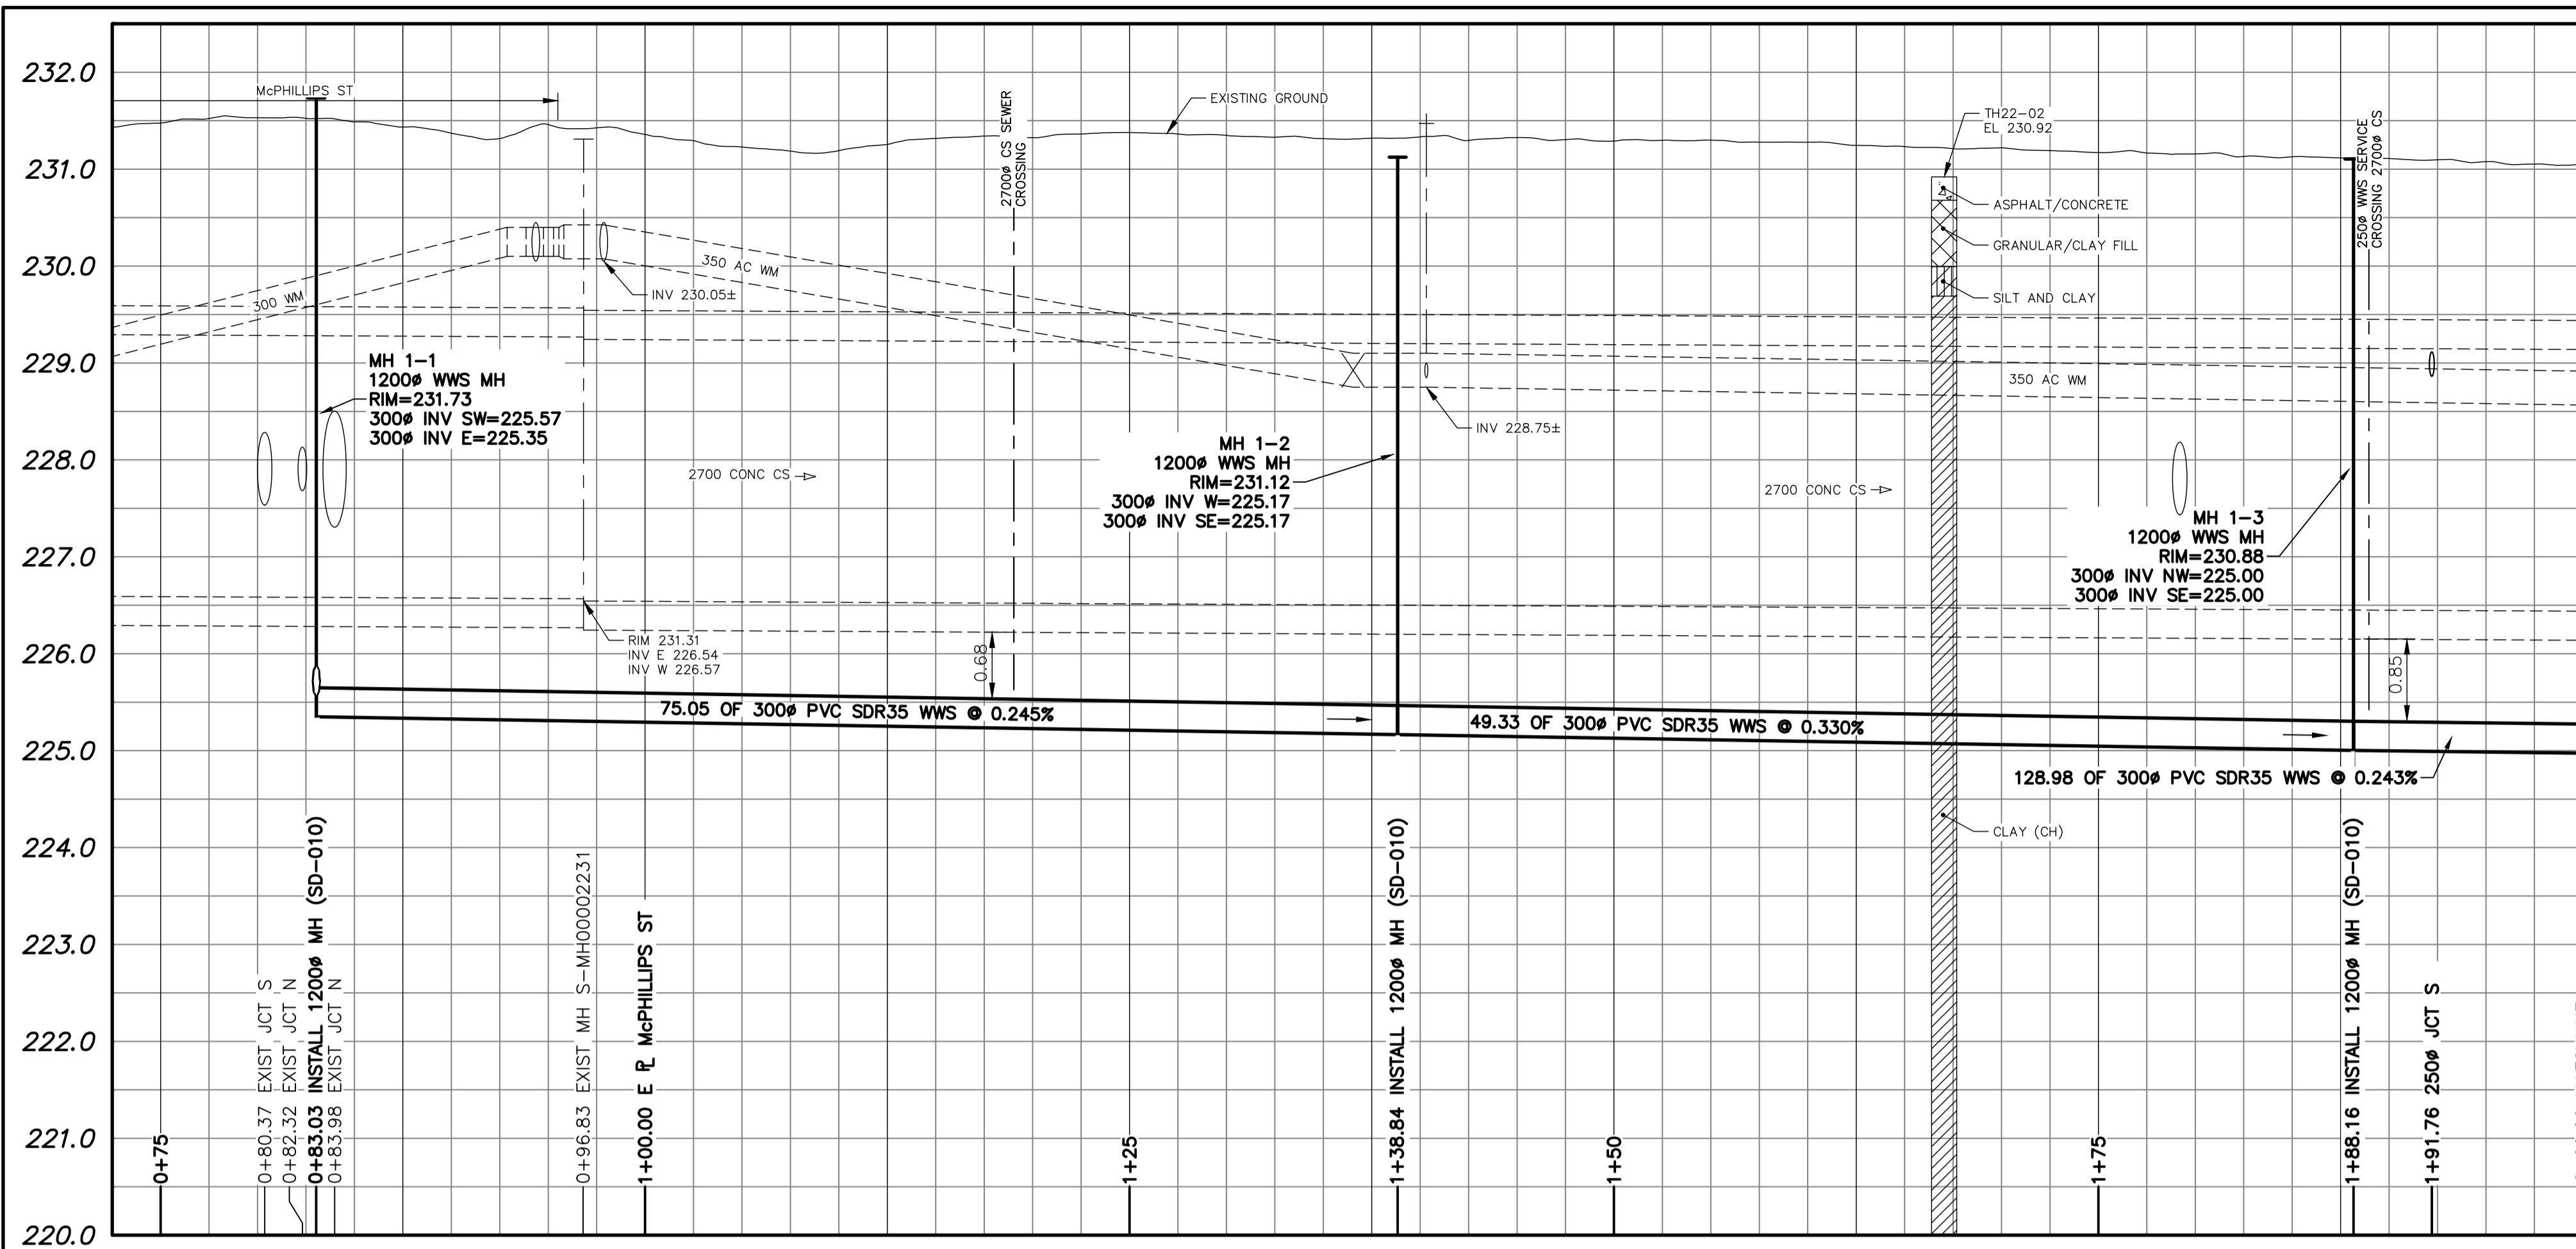 232.0
231.0
230.0
229.0
228.0
227.0
226.0
225.0
224.0
223.0
222.0
221.0
220.0
McPHILLIPS ST
300 WM
MH 1-1
1200ø WWS MH
RIM=231.73
300ø INV SW=225.57
300ø INV E=225.35
INV 230.05±
350 AC WM
2700 CONC CS
RIM 231.31
INV E 226.54
INV W 226.57
2700ø CS SEWER
CROSSING
0.68
EXISTING GROUND
75.05 OF 300ø PVC SDR35 WWS @ 0.245%
MH 1-2
1200ø WWS MH
RIM=231.12
300ø INV W=225.17
300ø INV SE=225.17
INV 228.75±
49.33 OF 300ø PVC SDR35 WWS @ 0.330%
2700 CONC CS
TH22-02
EL 230.92
ASPHALT/CONCRETE
GRANULAR/CLAY FILL
SILT AND CLAY
350 AC WM
CLAY (CH)
MH 1-3
1200ø WWS MH
RIM=230.88
300ø INV NW=225.00
300ø INV SE=225.00
250ø WWS SERVICE
CROSSING 2700ø CS
0.85
128.98 OF 300ø PVC SDR35 WWS @ 0.243%
0+75
0+80.37 EXIST JCT S
0+82.32 EXIST JCT N
0+83.03 INSTALL 1200ø MH (SD-010)
0+83.98 EXIST JCT N
0+96.83 EXIST MH S-MH00002231
1+00.00 E ℄ McPHILLIPS ST
1+25
1+38.84 INSTALL 1200ø MH (SD-010)
1+50
1+75
1+88.16 INSTALL 1200ø MH (SD-010)
1+91.76 250ø JCT S